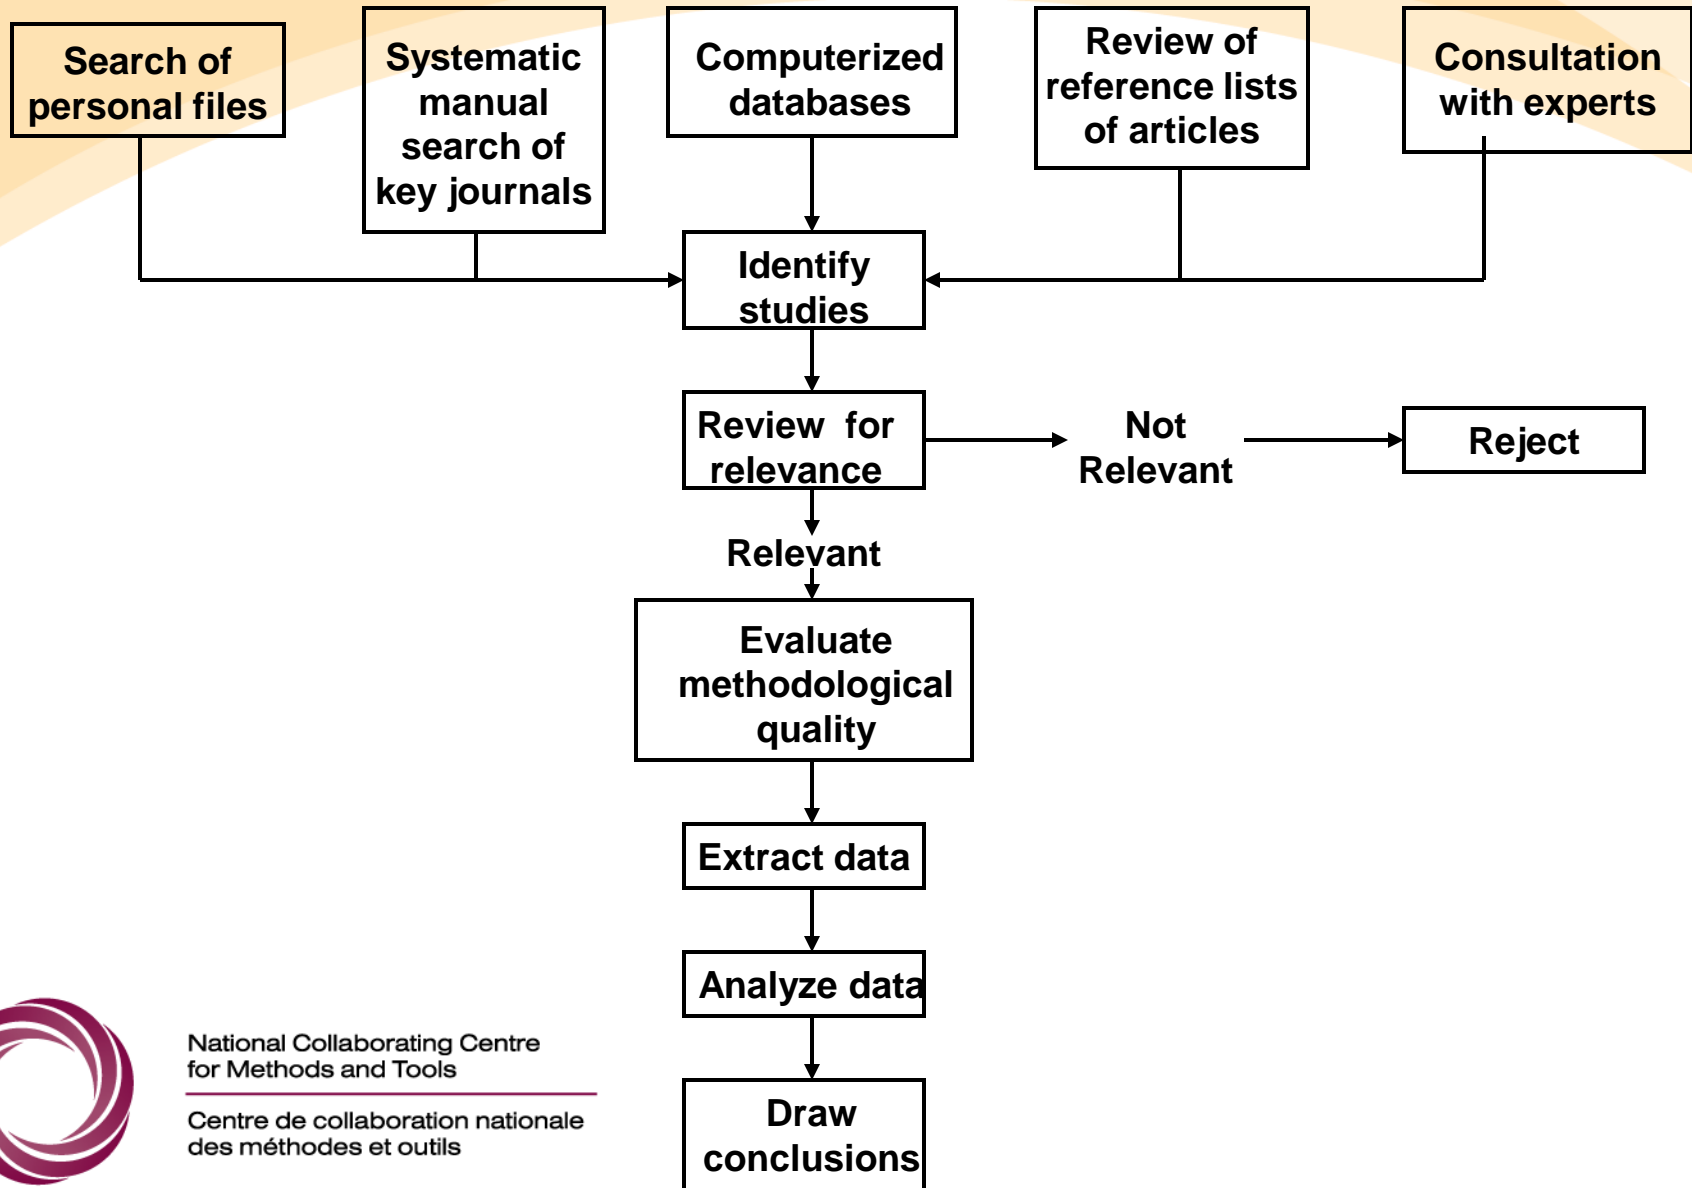 Search of
personal files
Systematic
manual
search of
key journals
Computerized
databases
Review of
reference lists
of articles
Consultation
with experts
Identify
studies
Review for
relevance
Not
Relevant
Reject
Relevant
Evaluate
methodological
quality
Extract data
Analyze data
Draw
conclusions
National Collaborating Centre
for Methods and Tools
Centre de collaboration nationale
des méthodes et outils